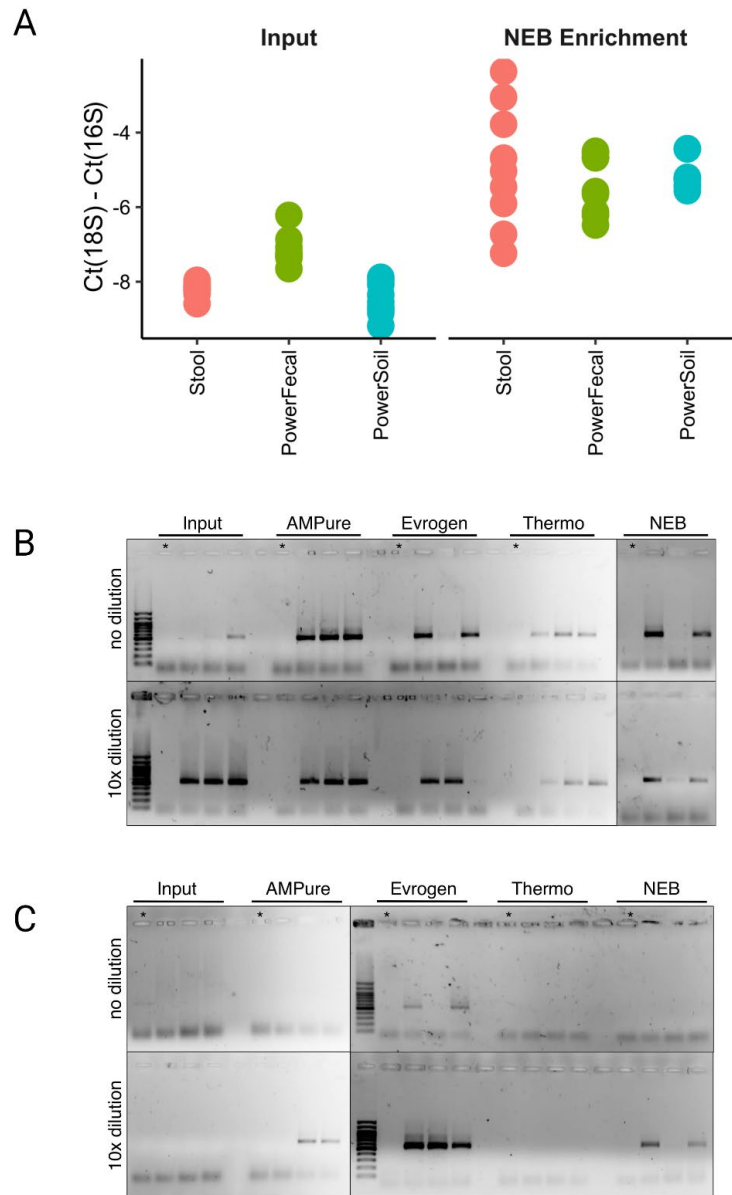 A
Input NEB Enrichment
Ct(18S) - Ct(16S)
-4
-6
-8
Stool PowerFecal PowerSoil Stool PowerFecal PowerSoil
B
Input AMPure Evrogen Thermo NEB
* * * * *
no dilution
10x dilution
C
Input AMPure Evrogen Thermo NEB
* * * * *
no dilution
10x dilution